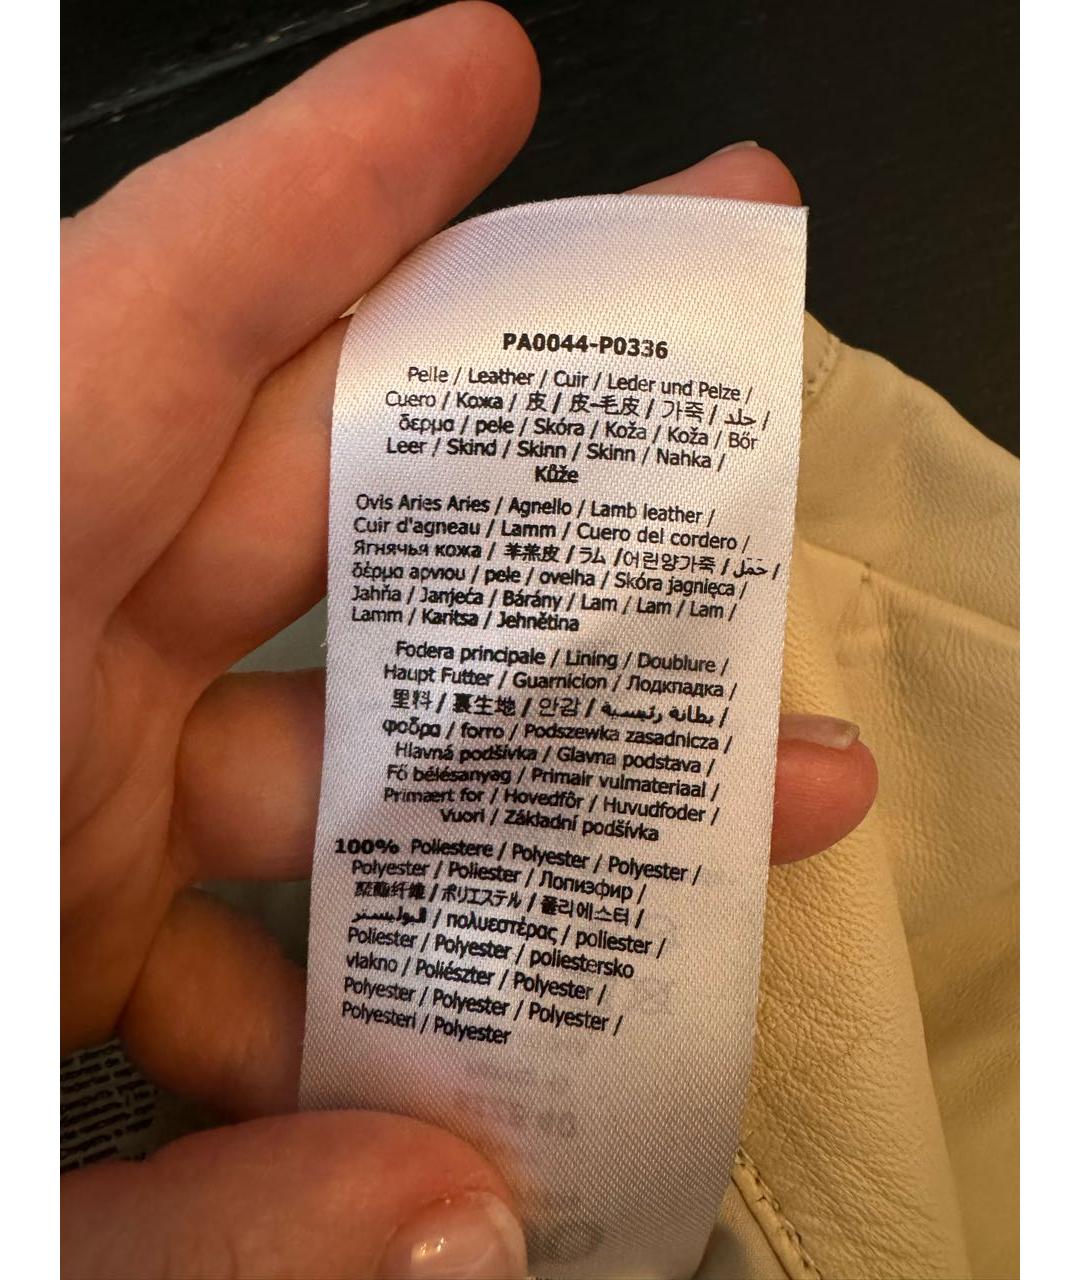 PA0044-P0336
Pelle / Leather / Cuir / Leder und Pelze /
Cuero / Кожа / 皮 / 皮-毛皮 / 가죽 / جلد /
δερμα / pele / Skóra / Koža / Koža / Bőr
Leer / Skind / Skinn / Skinn / Nahka /
Kůže
Ovis Aries Aries / Agnello / Lamb leather /
Cuir d'agneau / Lamm / Cuero del cordero /
Ягнячья кожа / 羊羔皮 / ラム /어린양가죽 / حَمَل /
δέρμα αρνιου / pele / ovelha / Skóra jagnięca /
Jahňa / Janjeća / Bárány / Lam / Lam / Lam /
Lamm / Karitsa / Jehnětina
Fodera principale / Lining / Doublure /
Haupt Futter / Guarnicion / Лодкпадка /
里料 / 裏生地 / 안감 / بطانة رئيسية /
φοδρα / forro / Podszewka zasadnicza /
Hlavná podšívka / Glavna podstava /
Fő bélésanyag / Primair vulmateriaal /
Primært for / Hovedfôr / Huvudfoder /
Vuori / Základní podšívka
100% Poliestere / Polyester / Polyester /
Polyester / Poliester / Лопиэфир /
聚酯纤维 / ポリエステル / 폴리에스터 /
البوليستر / πολυεστέρας / poliester /
Poliester / Polyester / poliestersko
vlakno / Poliészter / Polyester /
Polyester / Polyester / Polyester /
Polyesteri / Polyester